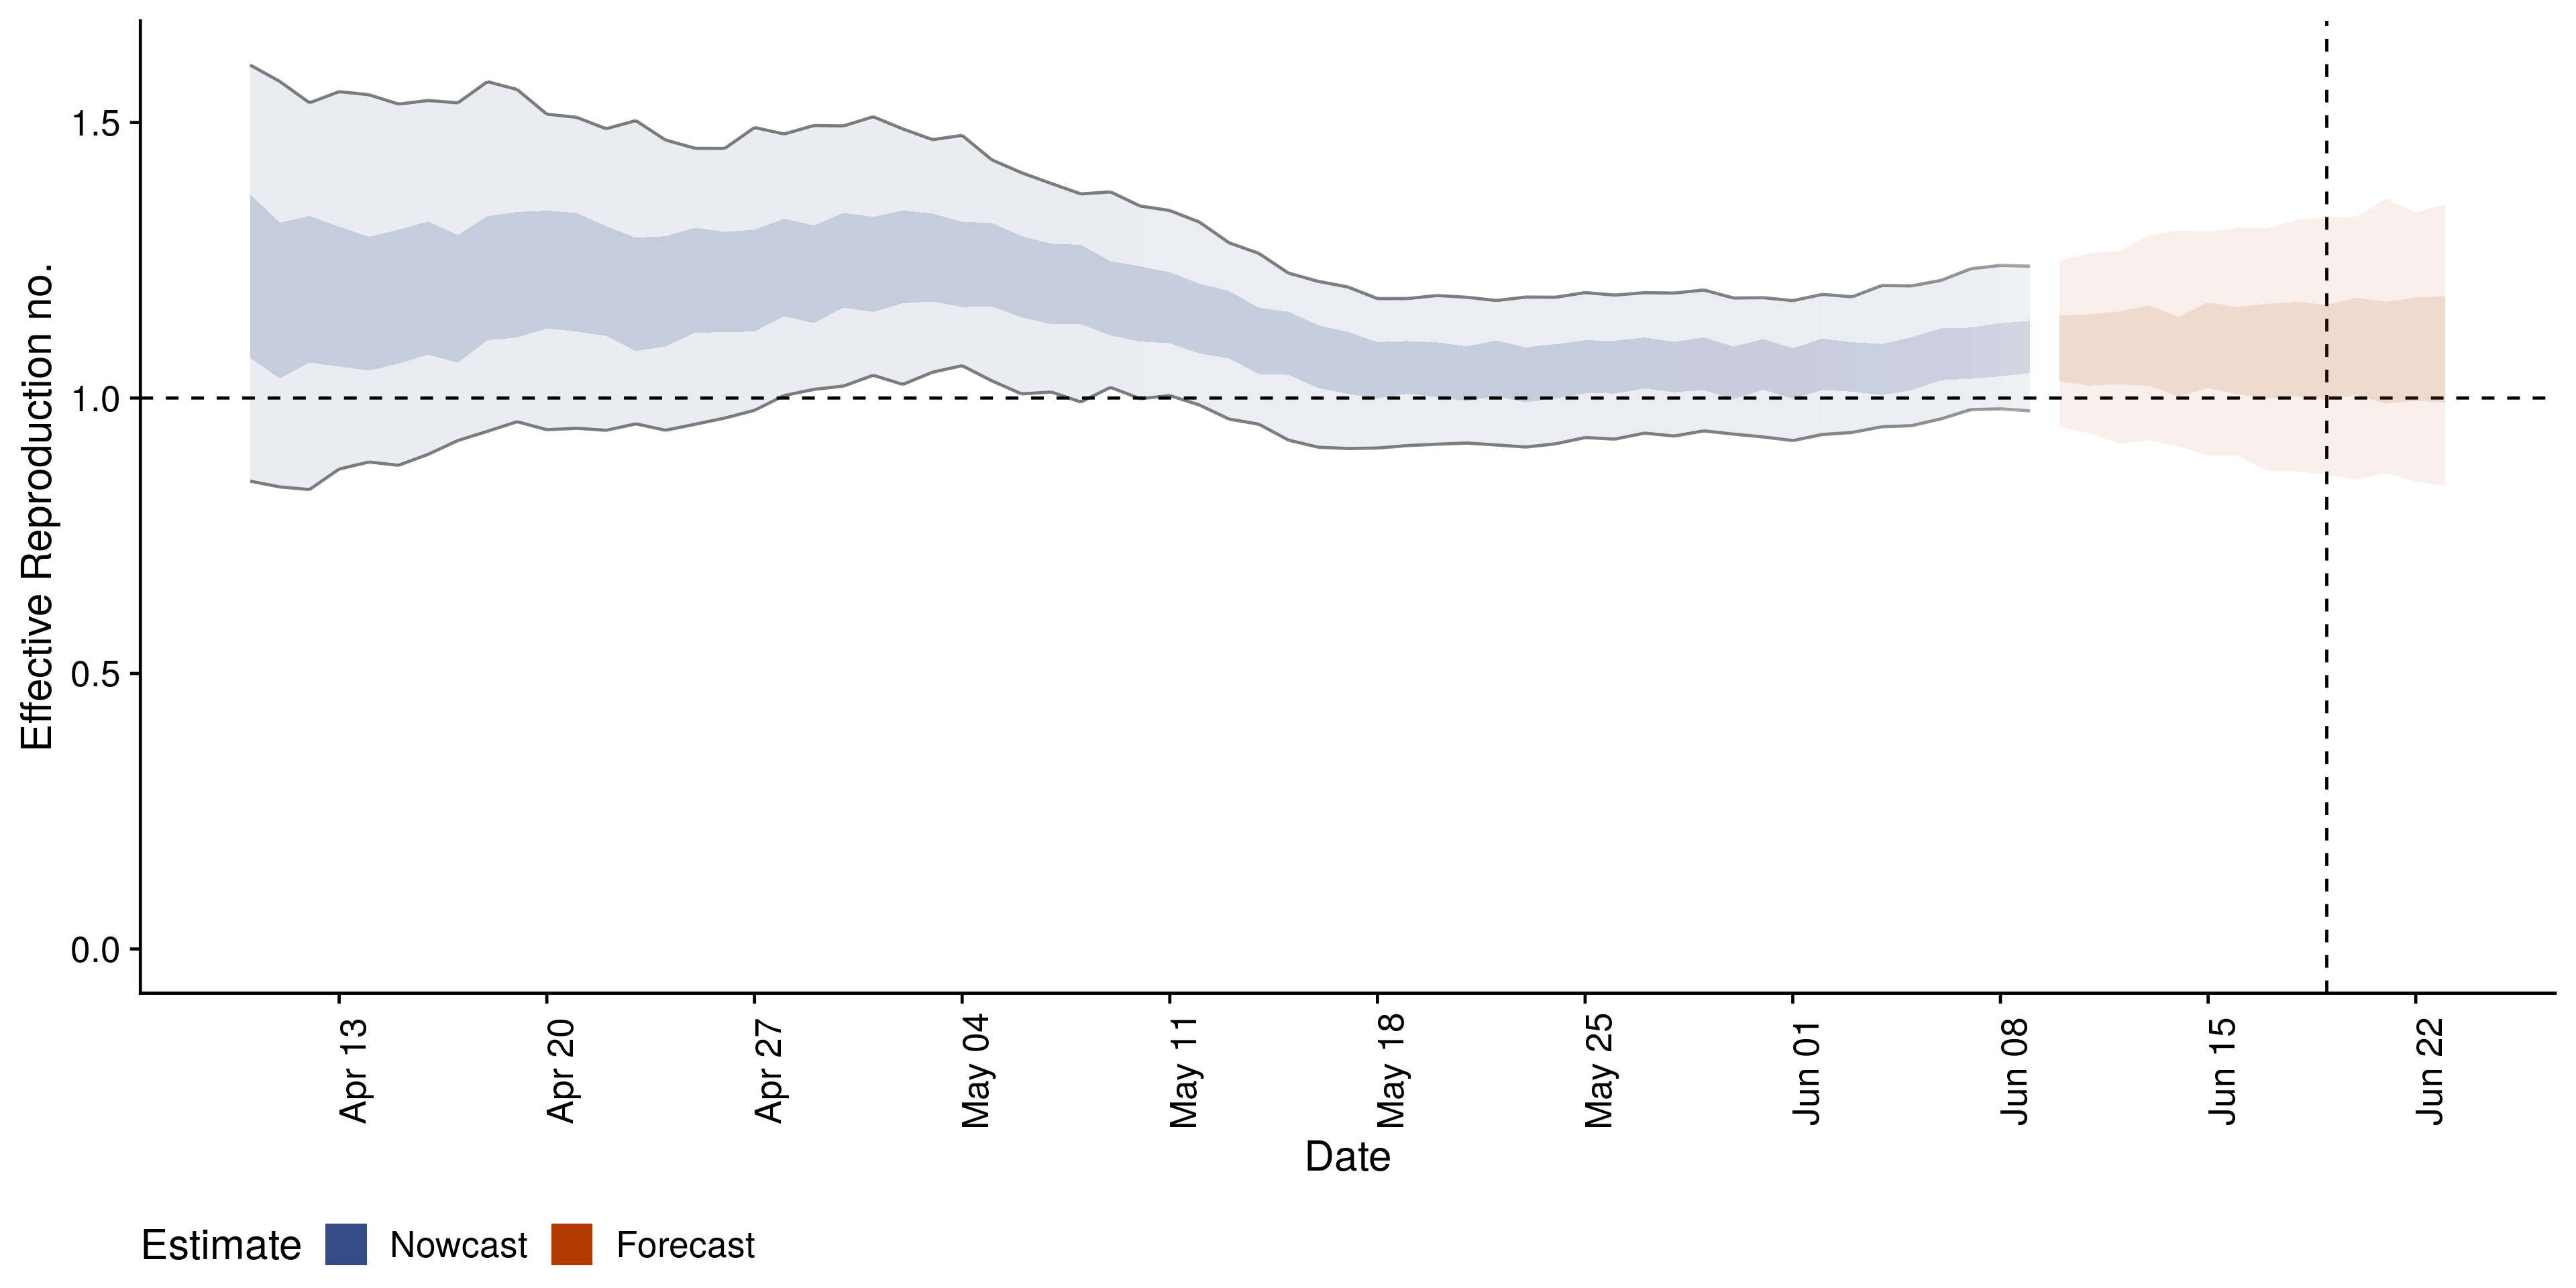 Effective Reproduction no.
1.5
1.0
0.5
0.0
Apr 13
Apr 20
Apr 27
May 04
May 11
May 18
May 25
Jun 01
Jun 08
Jun 15
Jun 22
Date
Estimate Nowcast Forecast